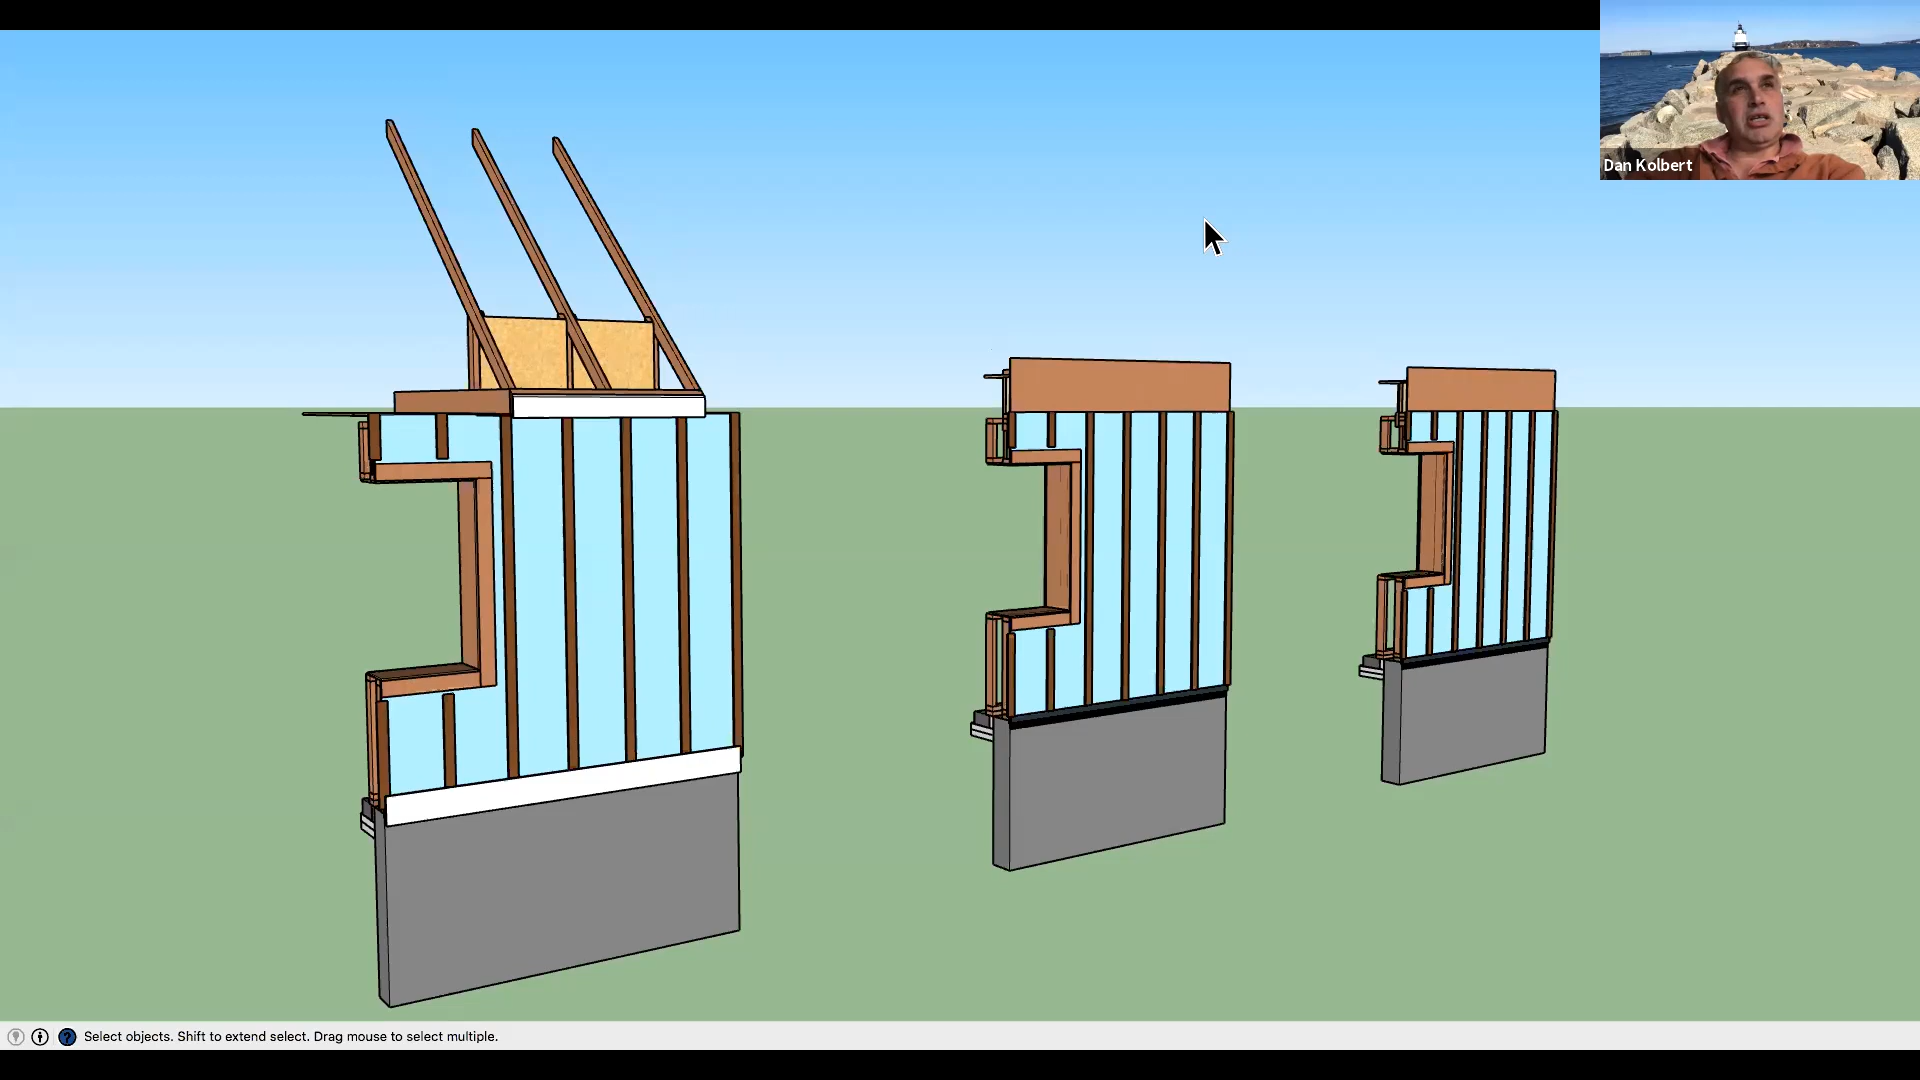 Dan Kolbert
Select objects. Shift to extend select. Drag mouse to select multiple.